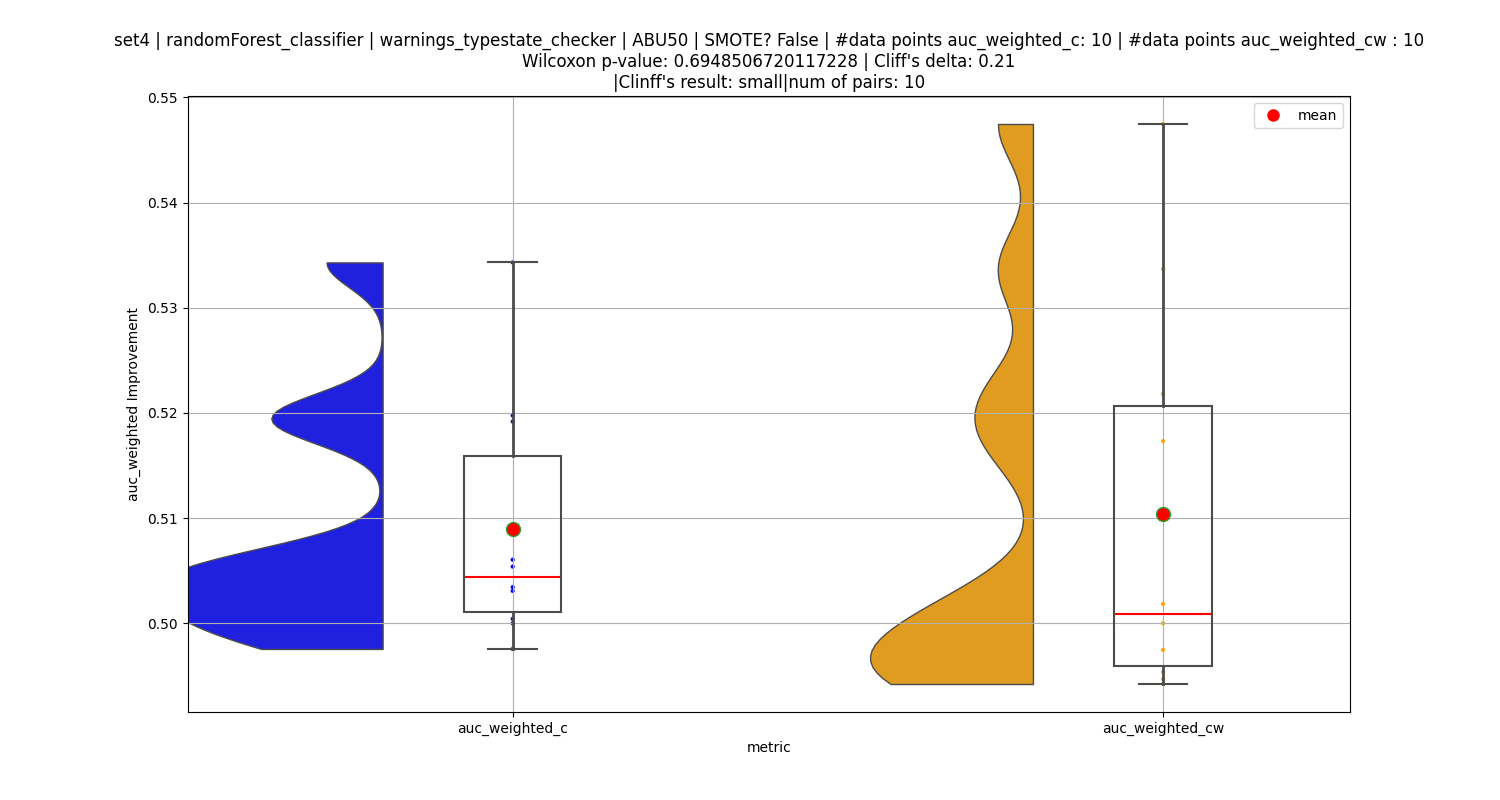 set4 | randomForest_classifier | warnings_typestate_checker | ABU50 | SMOTE? False | #data points auc_weighted_c: 10 | #data points auc_weighted_cw : 10
Wilcoxon p-value: 0.6948506720117228 | Cliff's delta: 0.21
|Clinff's result: small|num of pairs: 10
mean
0.55
0.54
0.53
0.52
0.51
0.50
auc_weighted Improvement
auc_weighted_c
auc_weighted_cw
metric